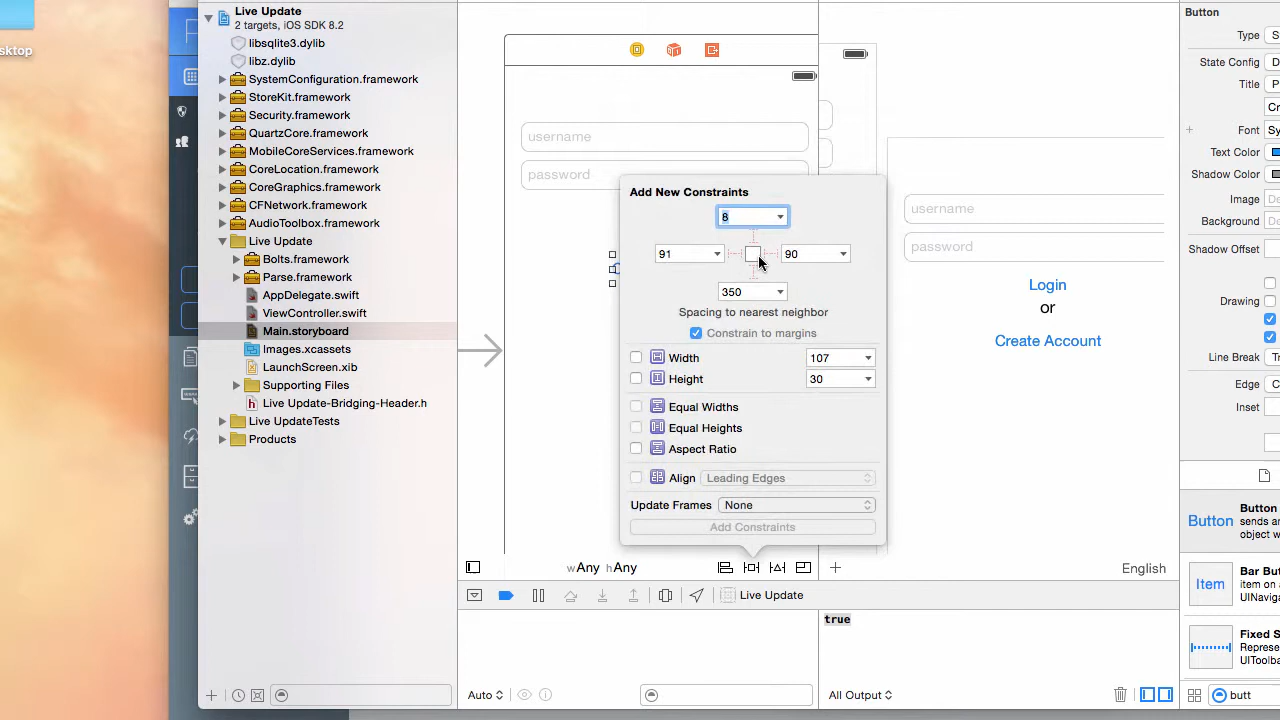 sktop
Live Update
2 targets, iOS SDK 8.2
libsqlite3.dylib
libz.dylib
SystemConfiguration.framework
StoreKit.framework
Security.framework
QuartzCore.framework
MobileCoreServices.framework
CoreLocation.framework
CoreGraphics.framework
CFNetwork.framework
AudioToolbox.framework
Live Update
Bolts.framework
Parse.framework
AppDelegate.swift
ViewController.swift
Main.storyboard
Images.xcassets
LaunchScreen.xib
Supporting Files
h Live Update-Bridging-Header.h
Live UpdateTests
Products
username
password
Add New Constraints
8
91
90
350
Spacing to nearest neighbor
Constrain to margins
Width 107
Height 30
Equal Widths
Equal Heights
Aspect Ratio
Align Leading Edges
Update Frames None
Add Constraints
wAny hAny
username
password
Login
or
Create Account
English
Live Update
true
Auto
All Output
Button
Type S
State Config D
Title P
Font S
Text Color
Shadow Color
Image De
Background De
Shadow Offset
Drawing
Line Break Tr
Edge C
Inset
Button
Button
sends a
object w
Item
Bar But
item on a
UINaviga
Fixed S
Represe
UIToolba
butt